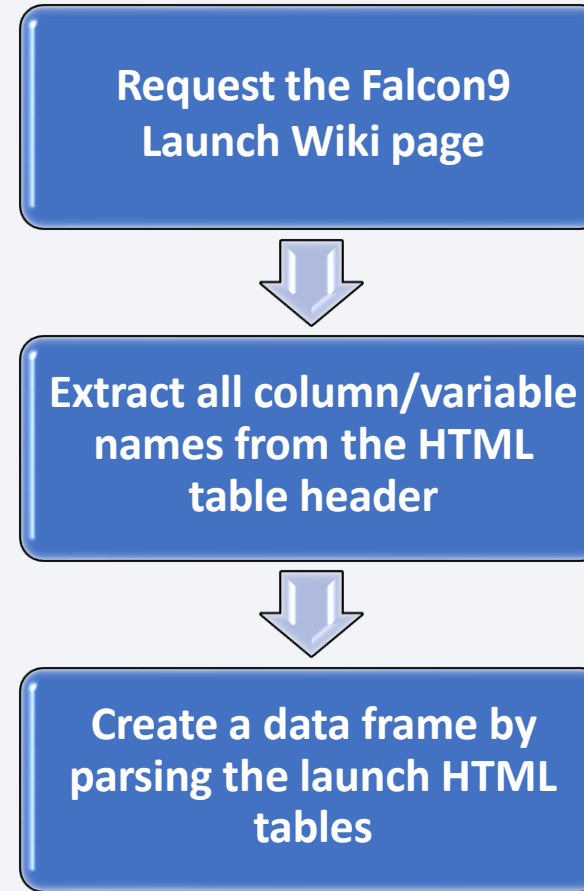 Request the Falcon9
Launch Wiki page
Extract all column/variable
names from the HTML
table header
Create a data frame by
parsing the launch HTML
tables